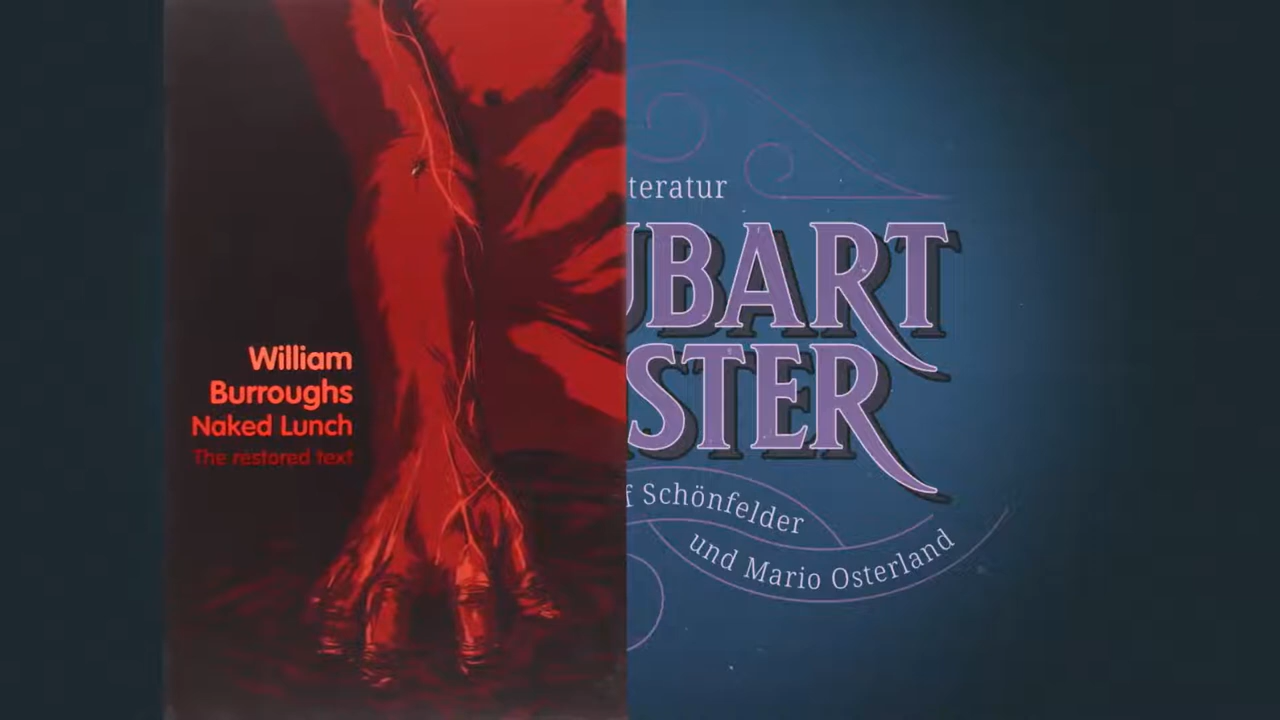 William
Burroughs
Naked Lunch
The restored text
teratur
UBART
STER
f Schönfelder
und Mario Osterland